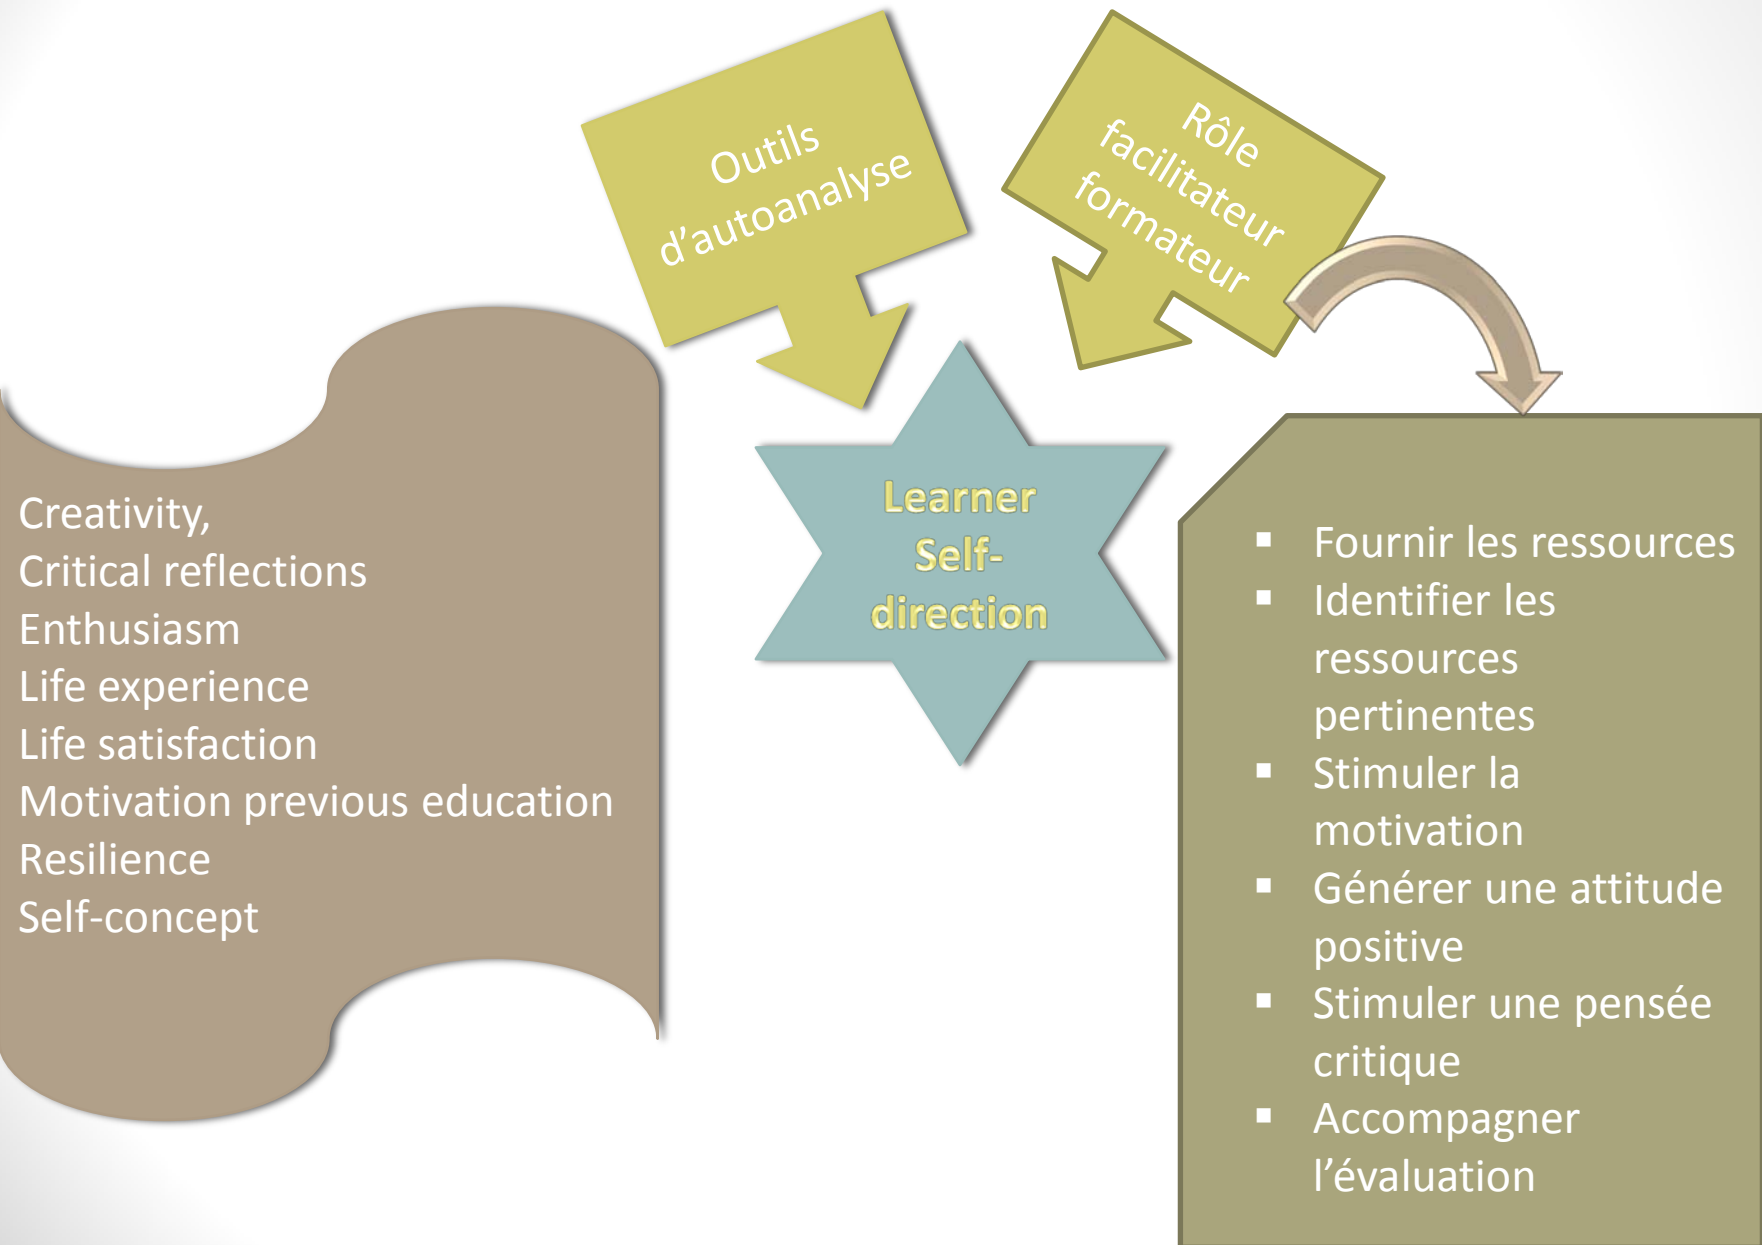 Outils
d’autoanalyse
Rôle
facilitateur
formateur
Creativity,
Critical reflections
Enthusiasm
Life experience
Life satisfaction
Motivation previous education
Resilience
Self-concept
Learner
Self-
direction
▪ Fournir les ressources
▪ Identifier les
ressources
pertinentes
▪ Stimuler la
motivation
▪ Générer une attitude
positive
▪ Stimuler une pensée
critique
▪ Accompagner
l’évaluation